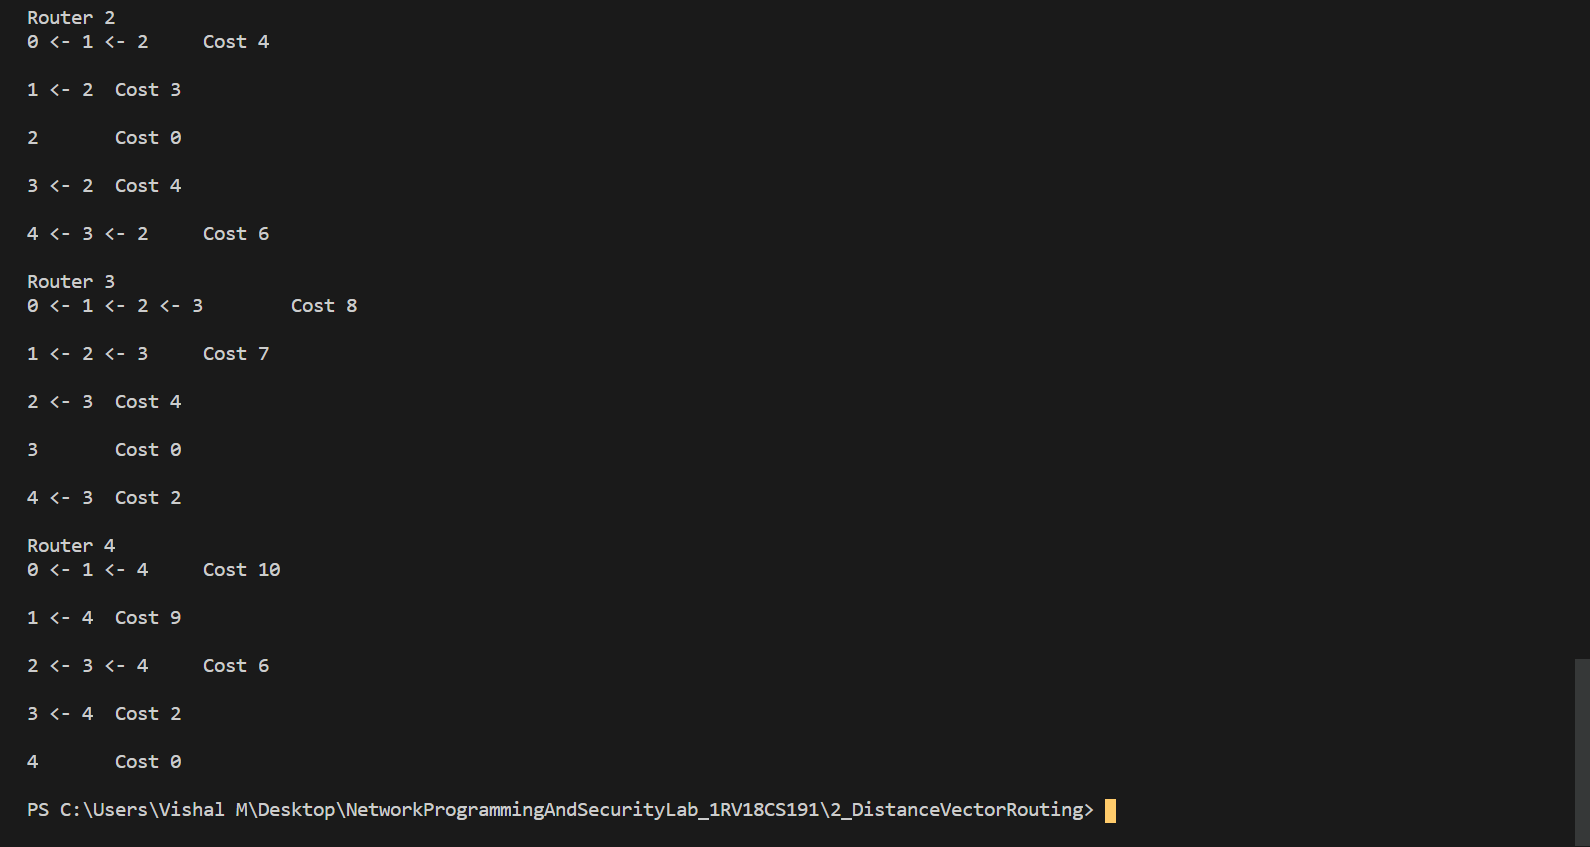 Router 2
0 <- 1 <- 2     Cost 4
1 <- 2  Cost 3
2       Cost 0
3 <- 2  Cost 4
4 <- 3 <- 2     Cost 6
Router 3
0 <- 1 <- 2 <- 3        Cost 8
1 <- 2 <- 3     Cost 7
2 <- 3  Cost 4
3       Cost 0
4 <- 3  Cost 2
Router 4
0 <- 1 <- 4     Cost 10
1 <- 4  Cost 9
2 <- 3 <- 4     Cost 6
3 <- 4  Cost 2
4       Cost 0
PS C:\Users\Vishal M\Desktop\NetworkProgrammingAndSecurityLab_1RV18CS191\2_DistanceVectorRouting>